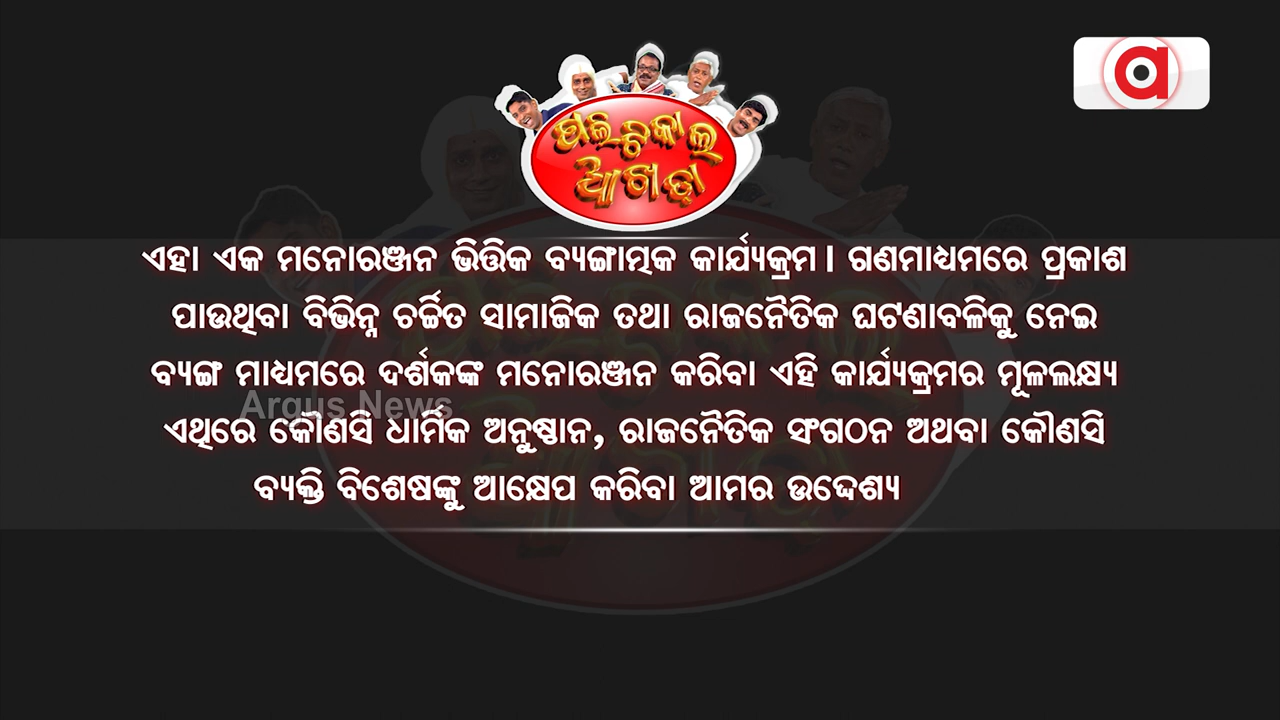 ପଲିଟିକାଲ
ଆଖଡ଼ା
ଏହା ଏକ ମନୋରଞ୍ଜନ ଭିତ୍ତିକ ବ୍ୟଙ୍ଗାତ୍ମକ କାର୍ଯ୍ୟକ୍ରମ। ଗଣମାଧ୍ୟମରେ ପ୍ରକାଶ
ପାଉଥିବା ବିଭିନ୍ନ ଚର୍ଚ୍ଚିତ ସାମାଜିକ ତଥା ରାଜନୈତିକ ଘଟଣାବଳିକୁ ନେଇ
ବ୍ୟଙ୍ଗ ମାଧ୍ୟମରେ ଦର୍ଶକଙ୍କ ମନୋରଞ୍ଜନ କରିବା ଏହି କାର୍ଯ୍ୟକ୍ରମର ମୂଳଲକ୍ଷ୍ୟ
Argus News
ଏଥିରେ କୌଣସି ଧାର୍ମିକ ଅନୁଷ୍ଠାନ, ରାଜନୈତିକ ସଂଗଠନ ଅଥବା କୌଣସି
ବ୍ୟକ୍ତି ବିଶେଷଙ୍କୁ ଆକ୍ଷେପ କରିବା ଆମର ଉଦ୍ଦେଶ୍ୟ